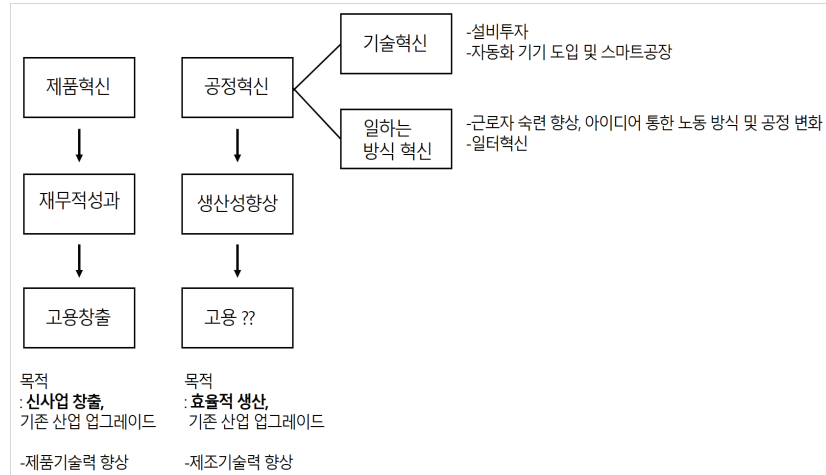 기술혁신
-설비투자
-자동화 기기 도입 및 스마트공장
제품혁신
공정혁신
일하는
방식 혁신
-근로자 숙련 향상, 아이디어 통한 노동 방식 및 공정 변화
-일터혁신
재무적성과
생산성향상
고용창출
고용 ??
목적
: 신사업 창출,
기존 산업 업그레이드
-제품기술력 향상
목적
: 효율적 생산,
기존 산업 업그레이드
-제조기술력 향상